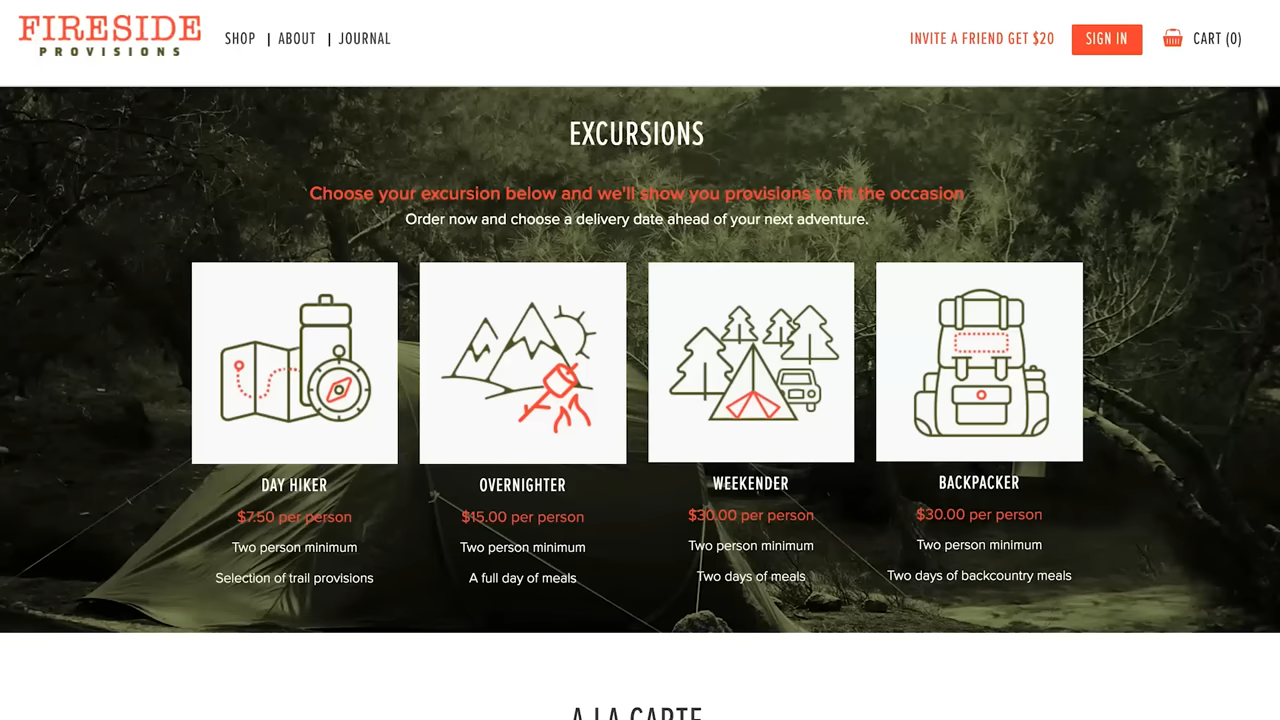 FIRESIDE
PROVISIONS
SHOP | ABOUT | JOURNAL
INVITE A FRIEND GET $20
SIGN IN
CART (0)
EXCURSIONS
Choose your excursion below and we'll show you provisions to fit the occasion
Order now and choose a delivery date ahead of your next adventure.
DAY HIKER
$7.50 per person
Two person minimum
Selection of trail provisions
OVERNIGHTER
$15.00 per person
Two person minimum
A full day of meals
WEEKENDER
$30.00 per person
Two person minimum
Two days of meals
BACKPACKER
$30.00 per person
Two person minimum
Two days of backcountry meals
A LA CARTE